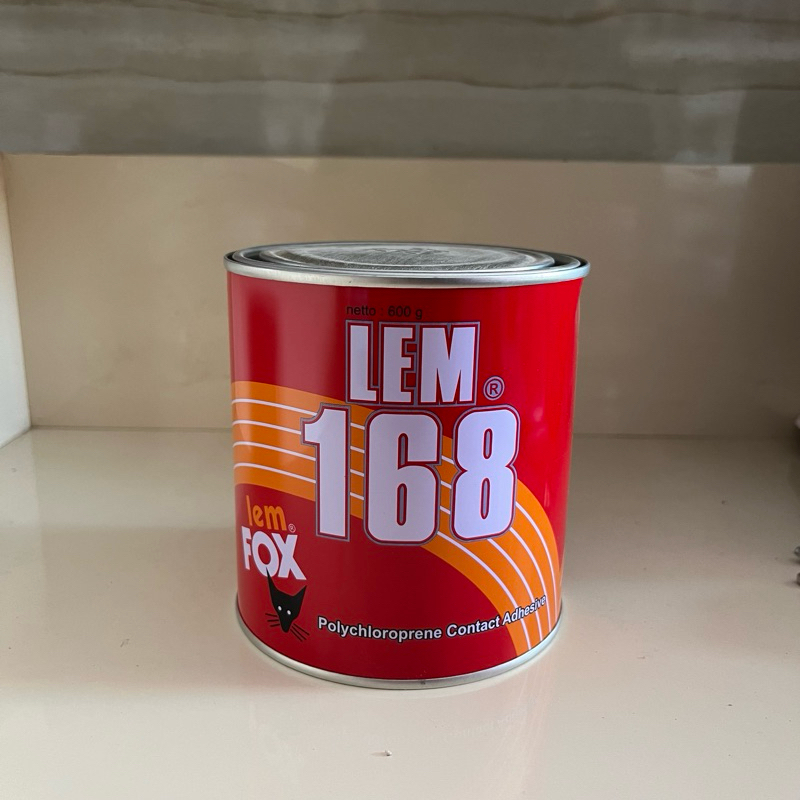 netto : 600 g
LEM ®
168
lem ®
FOX
Polychloroprene Contact Adhesive